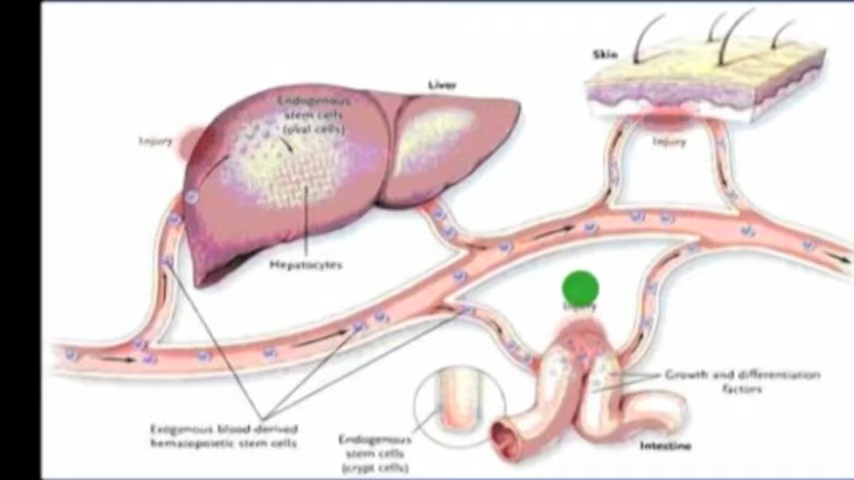 Skin
Liver
Endogenous
stem cells
(oval cells)
Injury
Injury
Hepatocytes
Injury
Growth and differentiation
factors
Exogenous blood-derived
hematopoietic stem cells
Endogenous
stem cells
(crypt cells)
Intestine